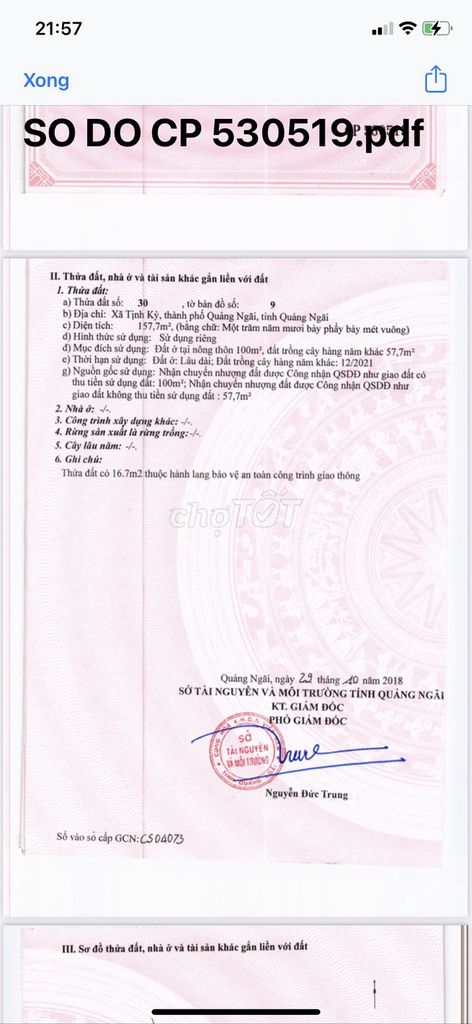 21:57
Xong
SO DO CP 530519.pdf
II. Thửa đất, nhà ở và tài sản khác gắn liền với đất
1. Thửa đất:
a) Thửa đất số: 30 , tờ bản đồ số: 9
b) Địa chỉ: Xã Tịnh Kỳ, thành phố Quảng Ngãi, tỉnh Quảng Ngãi
c) Diện tích: 157,7m², (bằng chữ: Một trăm năm mươi bảy phẩy bảy mét vuông)
d) Hình thức sử dụng: Sử dụng riêng
đ) Mục đích sử dụng: Đất ở tại nông thôn 100m², đất trồng cây hàng năm khác 57,7m²
e) Thời hạn sử dụng: Đất ở: Lâu dài; Đất trồng cây hàng năm khác: 12/2021
g) Nguồn gốc sử dụng: Nhận chuyển nhượng đất được Công nhận QSDĐ như giao đất có
thu tiền sử dụng đất: 100m²; Nhận chuyển nhượng đất được Công nhận QSDĐ như
giao đất không thu tiền sử dụng đất : 57,7m²
2. Nhà ở: -/-.
3. Công trình xây dựng khác: -/-.
4. Rừng sản xuất là rừng trồng: -/-.
5. Cây lâu năm: -/-.
6. Ghi chú:
Thửa đất có 16.7m2 thuộc hành lang bảo vệ an toàn công trình giao thông
chợTỐT
Quảng Ngãi, ngày 29 tháng 10 năm 2018
SỞ TÀI NGUYÊN VÀ MÔI TRƯỜNG TỈNH QUẢNG NGÃI
KT. GIÁM ĐỐC
PHÓ GIÁM ĐỐC
SỞ
TÀI NGUYÊN
VÀ MÔI TRƯỜNG
Nguyễn Đức Trung
Số vào sổ cấp GCN: CS04073
III. Sơ đồ thửa đất, nhà ở và tài sản khác gắn liền với đất